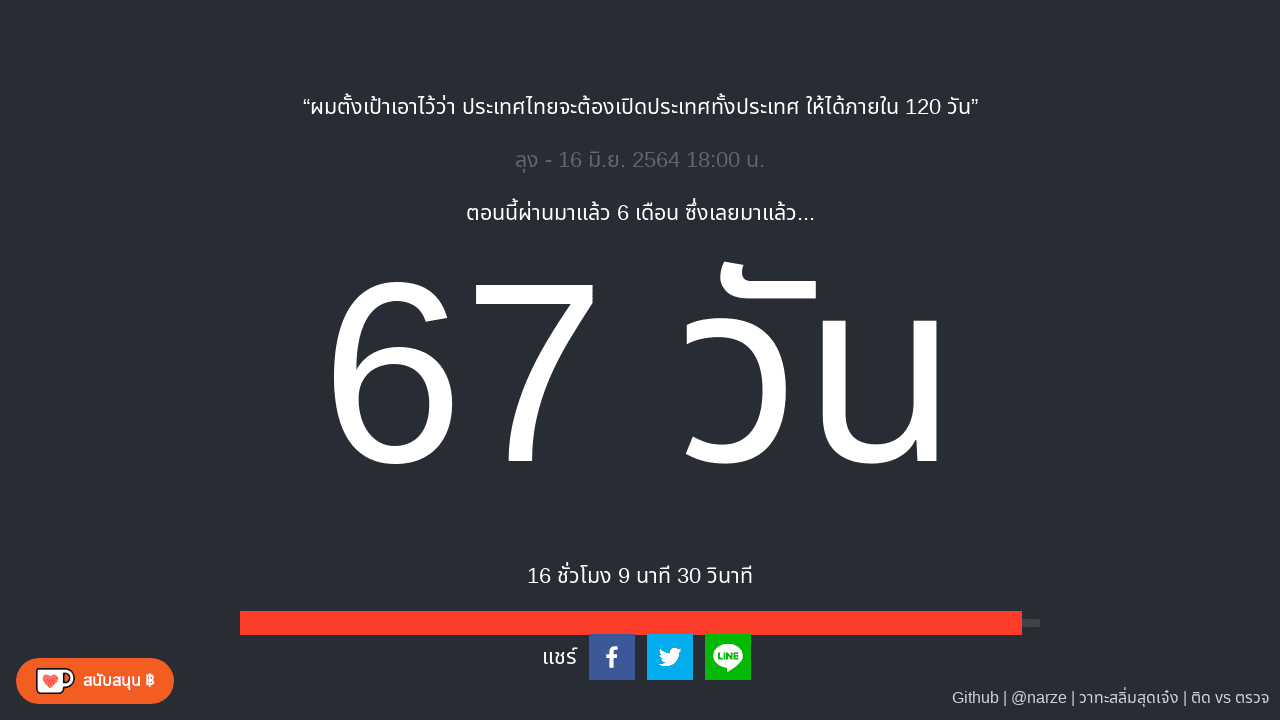 “ผมตั้งเป้าเอาไว้ว่า ประเทศไทยจะต้องเปิดประเทศทั้งประเทศ ให้ได้ภายใน 120 วัน”
ลุง - 16 มิ.ย. 2564 18:00 น.
ตอนนี้ผ่านมาแล้ว 6 เดือน ซึ่งเลยมาแล้ว...
67 วัน
16 ชั่วโมง 9 นาที 30 วินาที
แชร์ LINE
สนับสนุน ฿
Github | @narze | วาทะสลิ่มสุดเจ๋ง | ติด vs ตรวจ